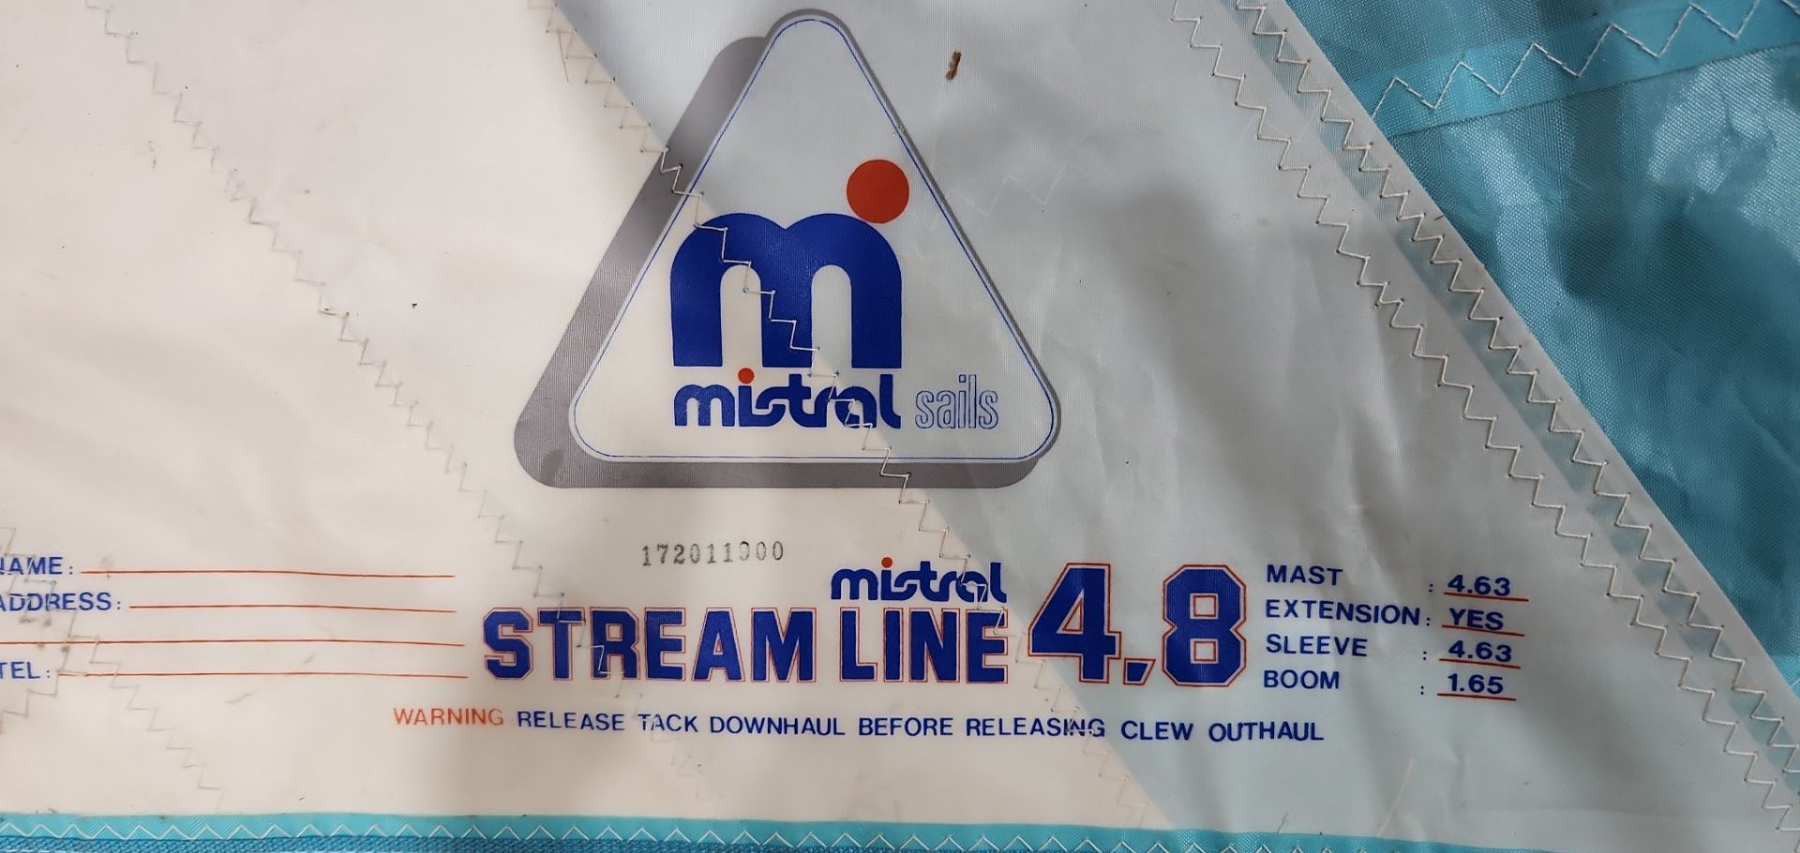 m
mistral sails
172011900
NAME:
ADDRESS:
TEL:
mistral
STREAM LINE 4.8
MAST : 4.63
EXTENSION: YES
SLEEVE : 4.63
BOOM : 1.65
WARNING RELEASE TACK DOWNHAUL BEFORE RELEASING CLEW OUTHAUL